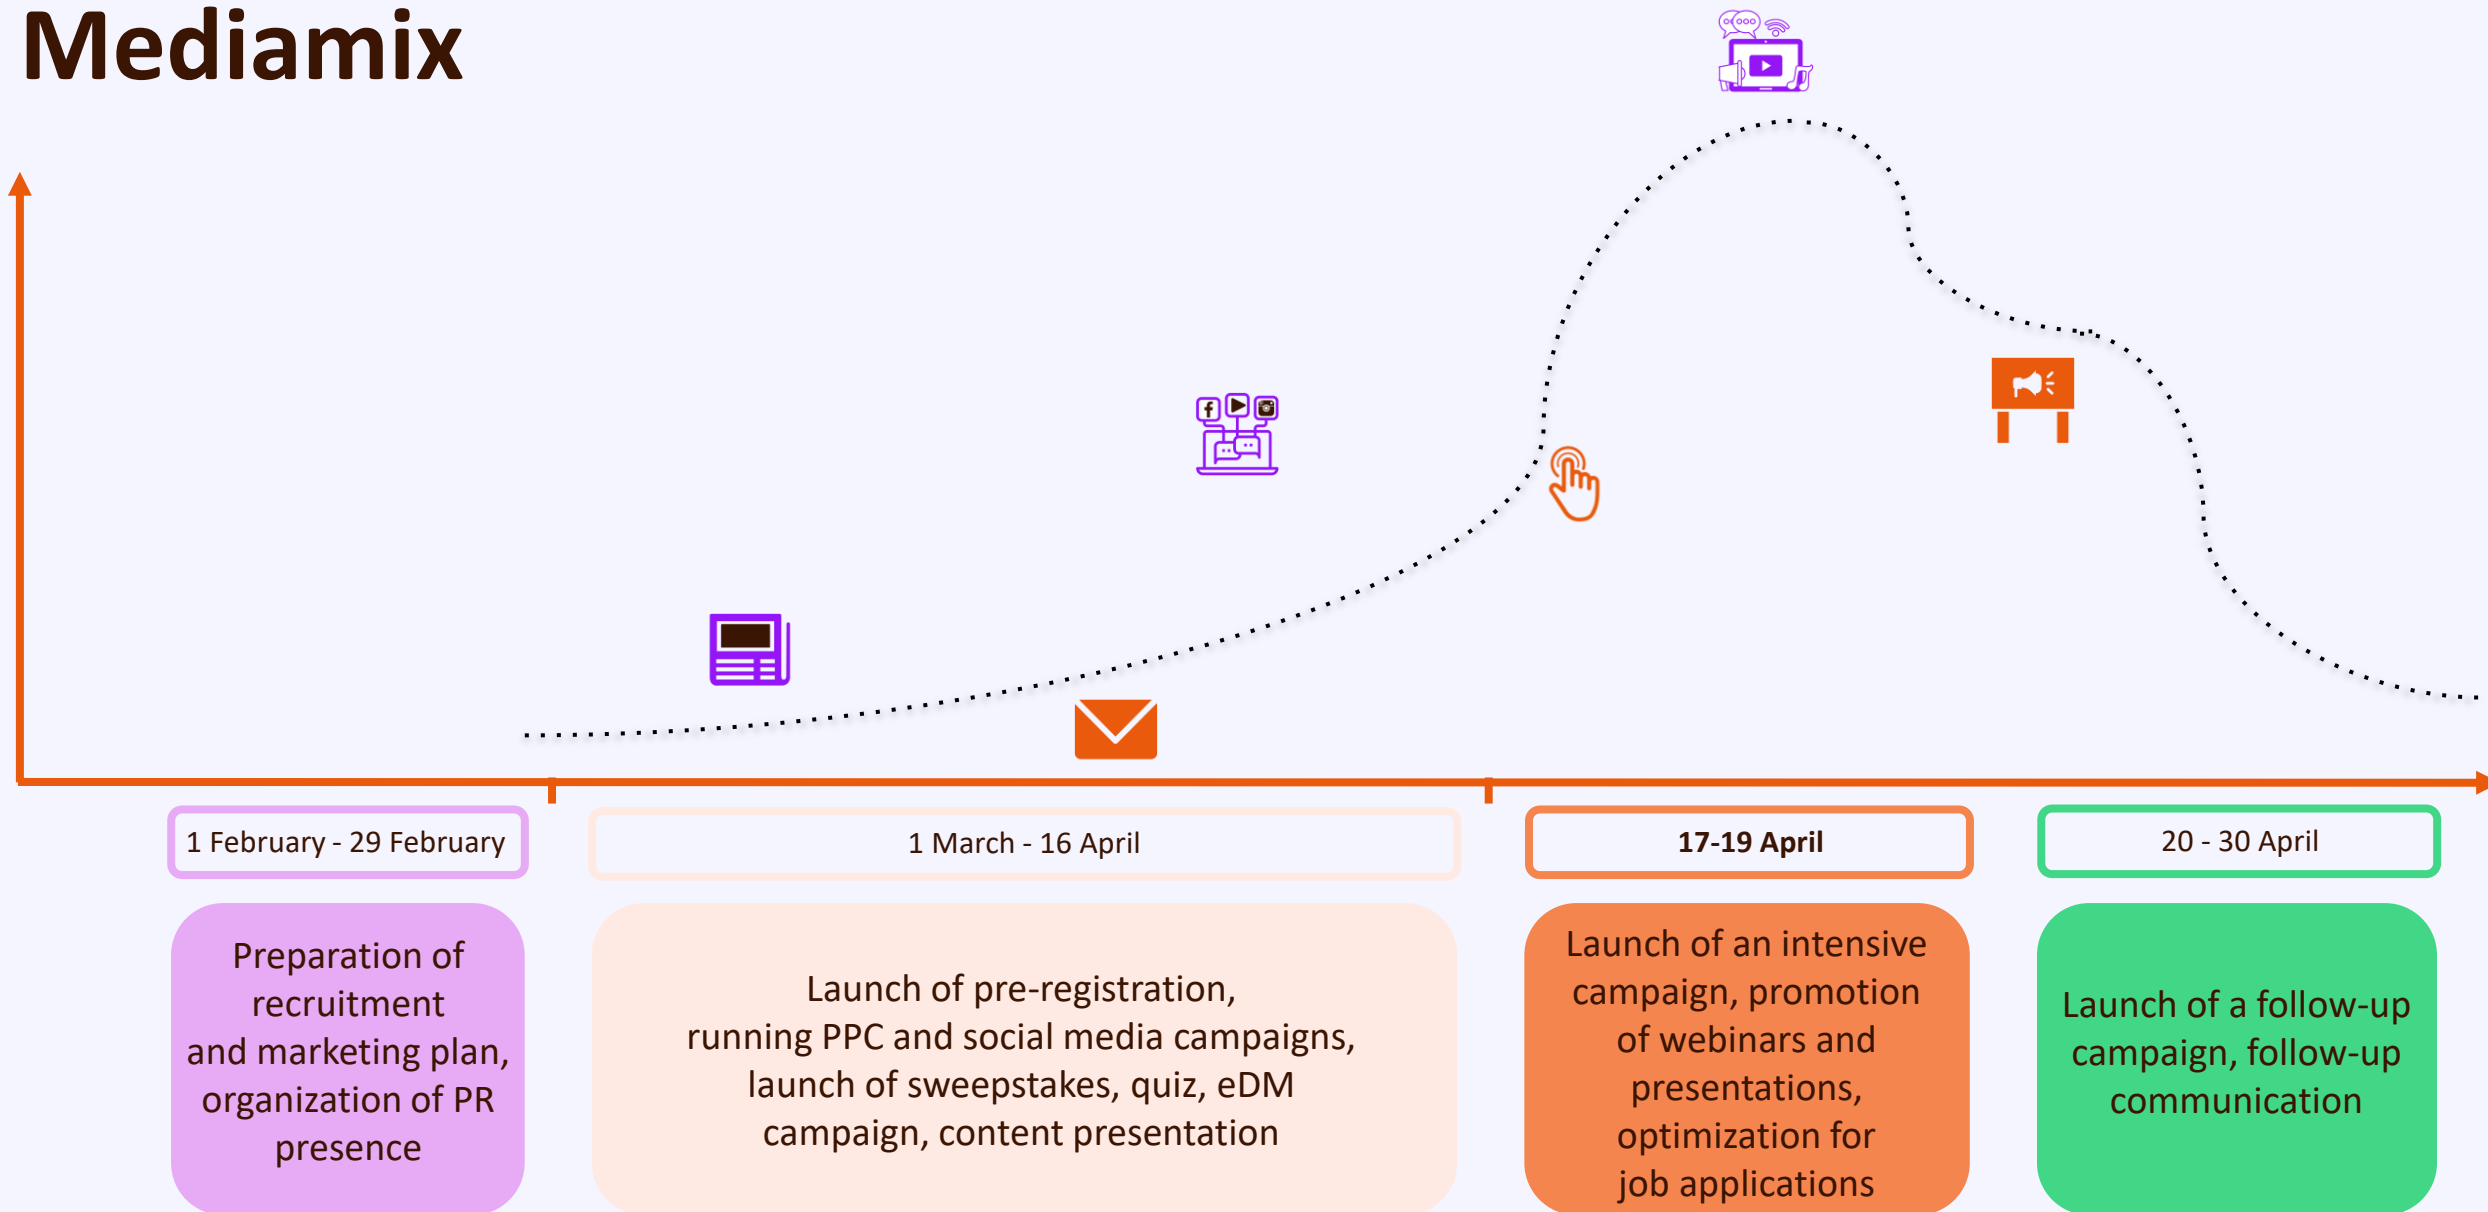 Mediamix
1 February - 29 February
1 March - 16 April
17-19 April
20 - 30 April
Preparation of
recruitment
and marketing plan,
organization of PR
presence
Launch of pre-registration,
running PPC and social media campaigns,
launch of sweepstakes, quiz, eDM
campaign, content presentation
Launch of an intensive
campaign, promotion
of webinars and
presentations,
optimization for
job applications
Launch of a follow-up
campaign, follow-up
communication